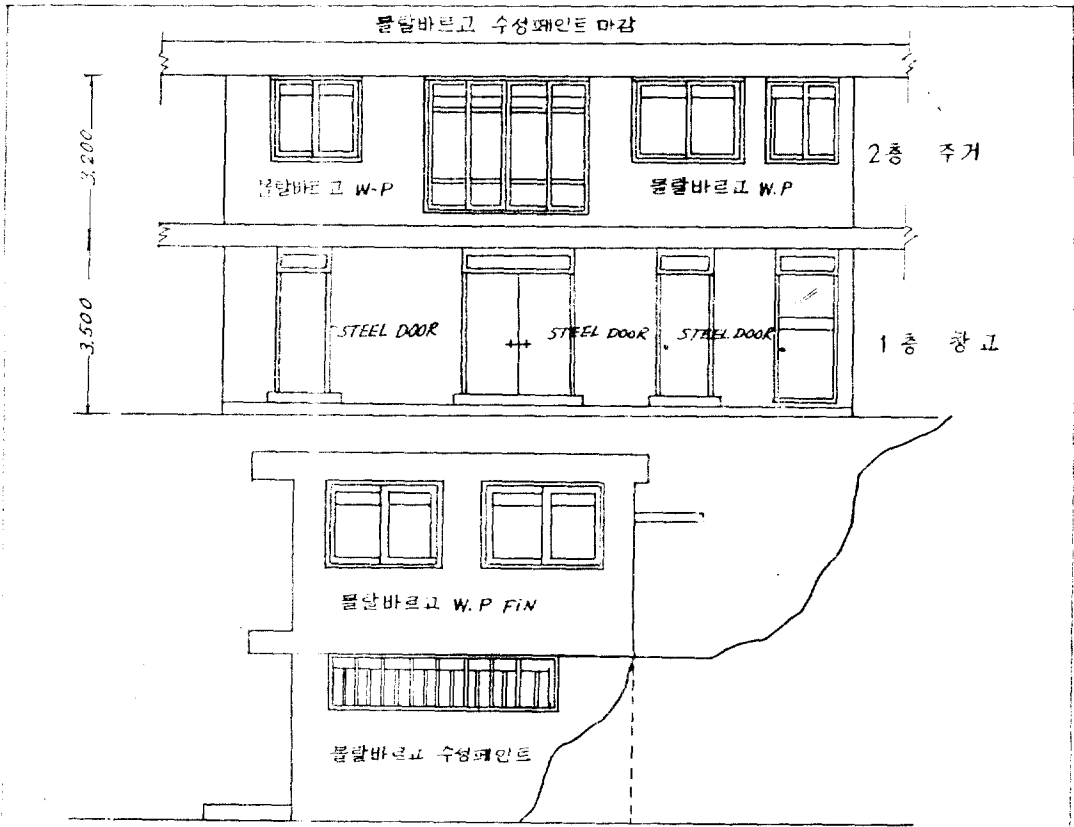 몰탈바르고 수성페인트 마감
3.200
2층 주거
몰탈바르고 W-P
몰탈바르고 W.P
3.500
STEEL DOOR
STEEL DOOR
STEEL DOOR
1층 창고
몰탈바르고 W.P FiN
몰탈바르고 수성페인트